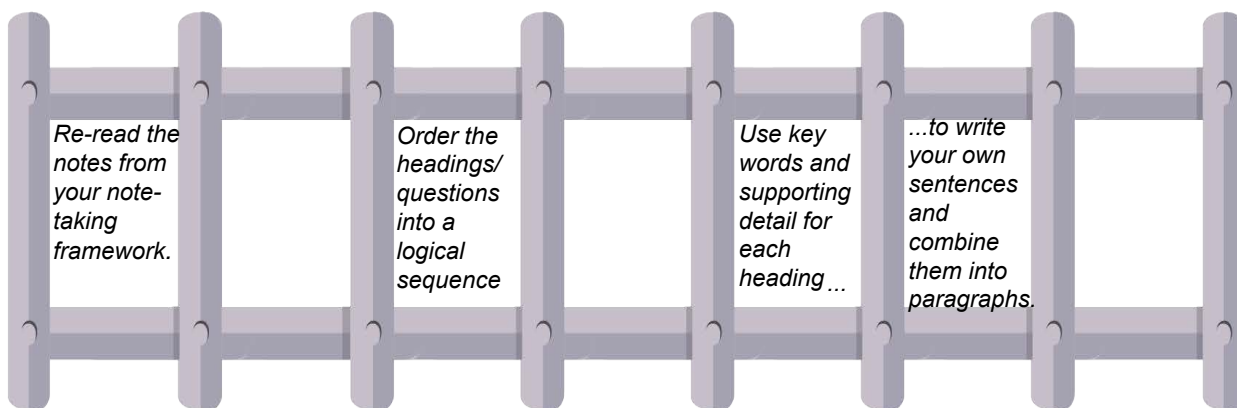 Re-read the
notes from
your note-
taking
framework.
Order the
headings/
questions
into a
logical
sequence
Use key
words and
supporting
detail for
each
heading ...
...to write
your own
sentences
and
combine
them into
paragraphs.